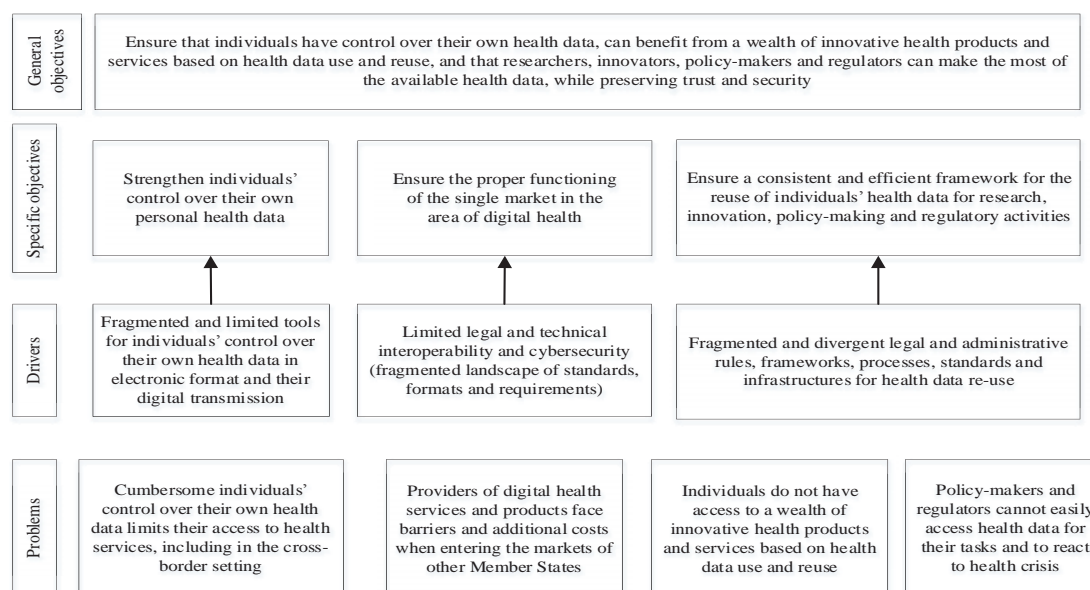 General
objectives
Ensure that individuals have control over their own health data, can benefit from a wealth of innovative health products and
services based on health data use and reuse, and that researchers, innovators, policy-makers and regulators can make the most of
the available health data, while preserving trust and security
Specific objectives
Strengthen individuals’
control over their own
personal health data
Ensure the proper functioning
of the single market in the
area of digital health
Ensure a consistent and efficient framework for the
reuse of individuals’ health data for research,
innovation, policy-making and regulatory activities
Drivers
Fragmented and limited tools
for individuals’ control over
their own health data in
electronic format and their
digital transmission
Limited legal and technical
interoperability and cybersecurity
(fragmented landscape of standards,
formats and requirements)
Fragmented and divergent legal and administrative
rules, frameworks, processes, standards and
infrastructures for health data re-use
Problems
Cumbersome individuals’
control over their own health
data limits their access to health
services, including in the cross-
border setting
Providers of digital health
services and products face
barriers and additional costs
when entering the markets of
other Member States
Individuals do not have
access to a wealth of
innovative health products
and services based on health
data use and reuse
Policy-makers and
regulators cannot easily
access health data for
their tasks and to react
to health crisis